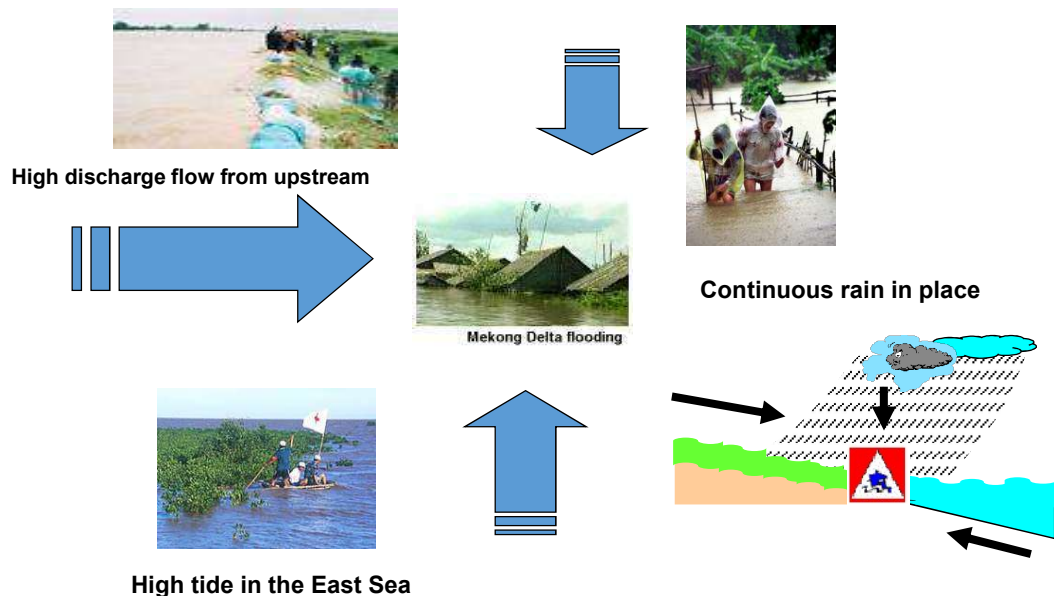 High discharge flow from upstream
Mekong Delta flooding
Continuous rain in place
High tide in the East Sea